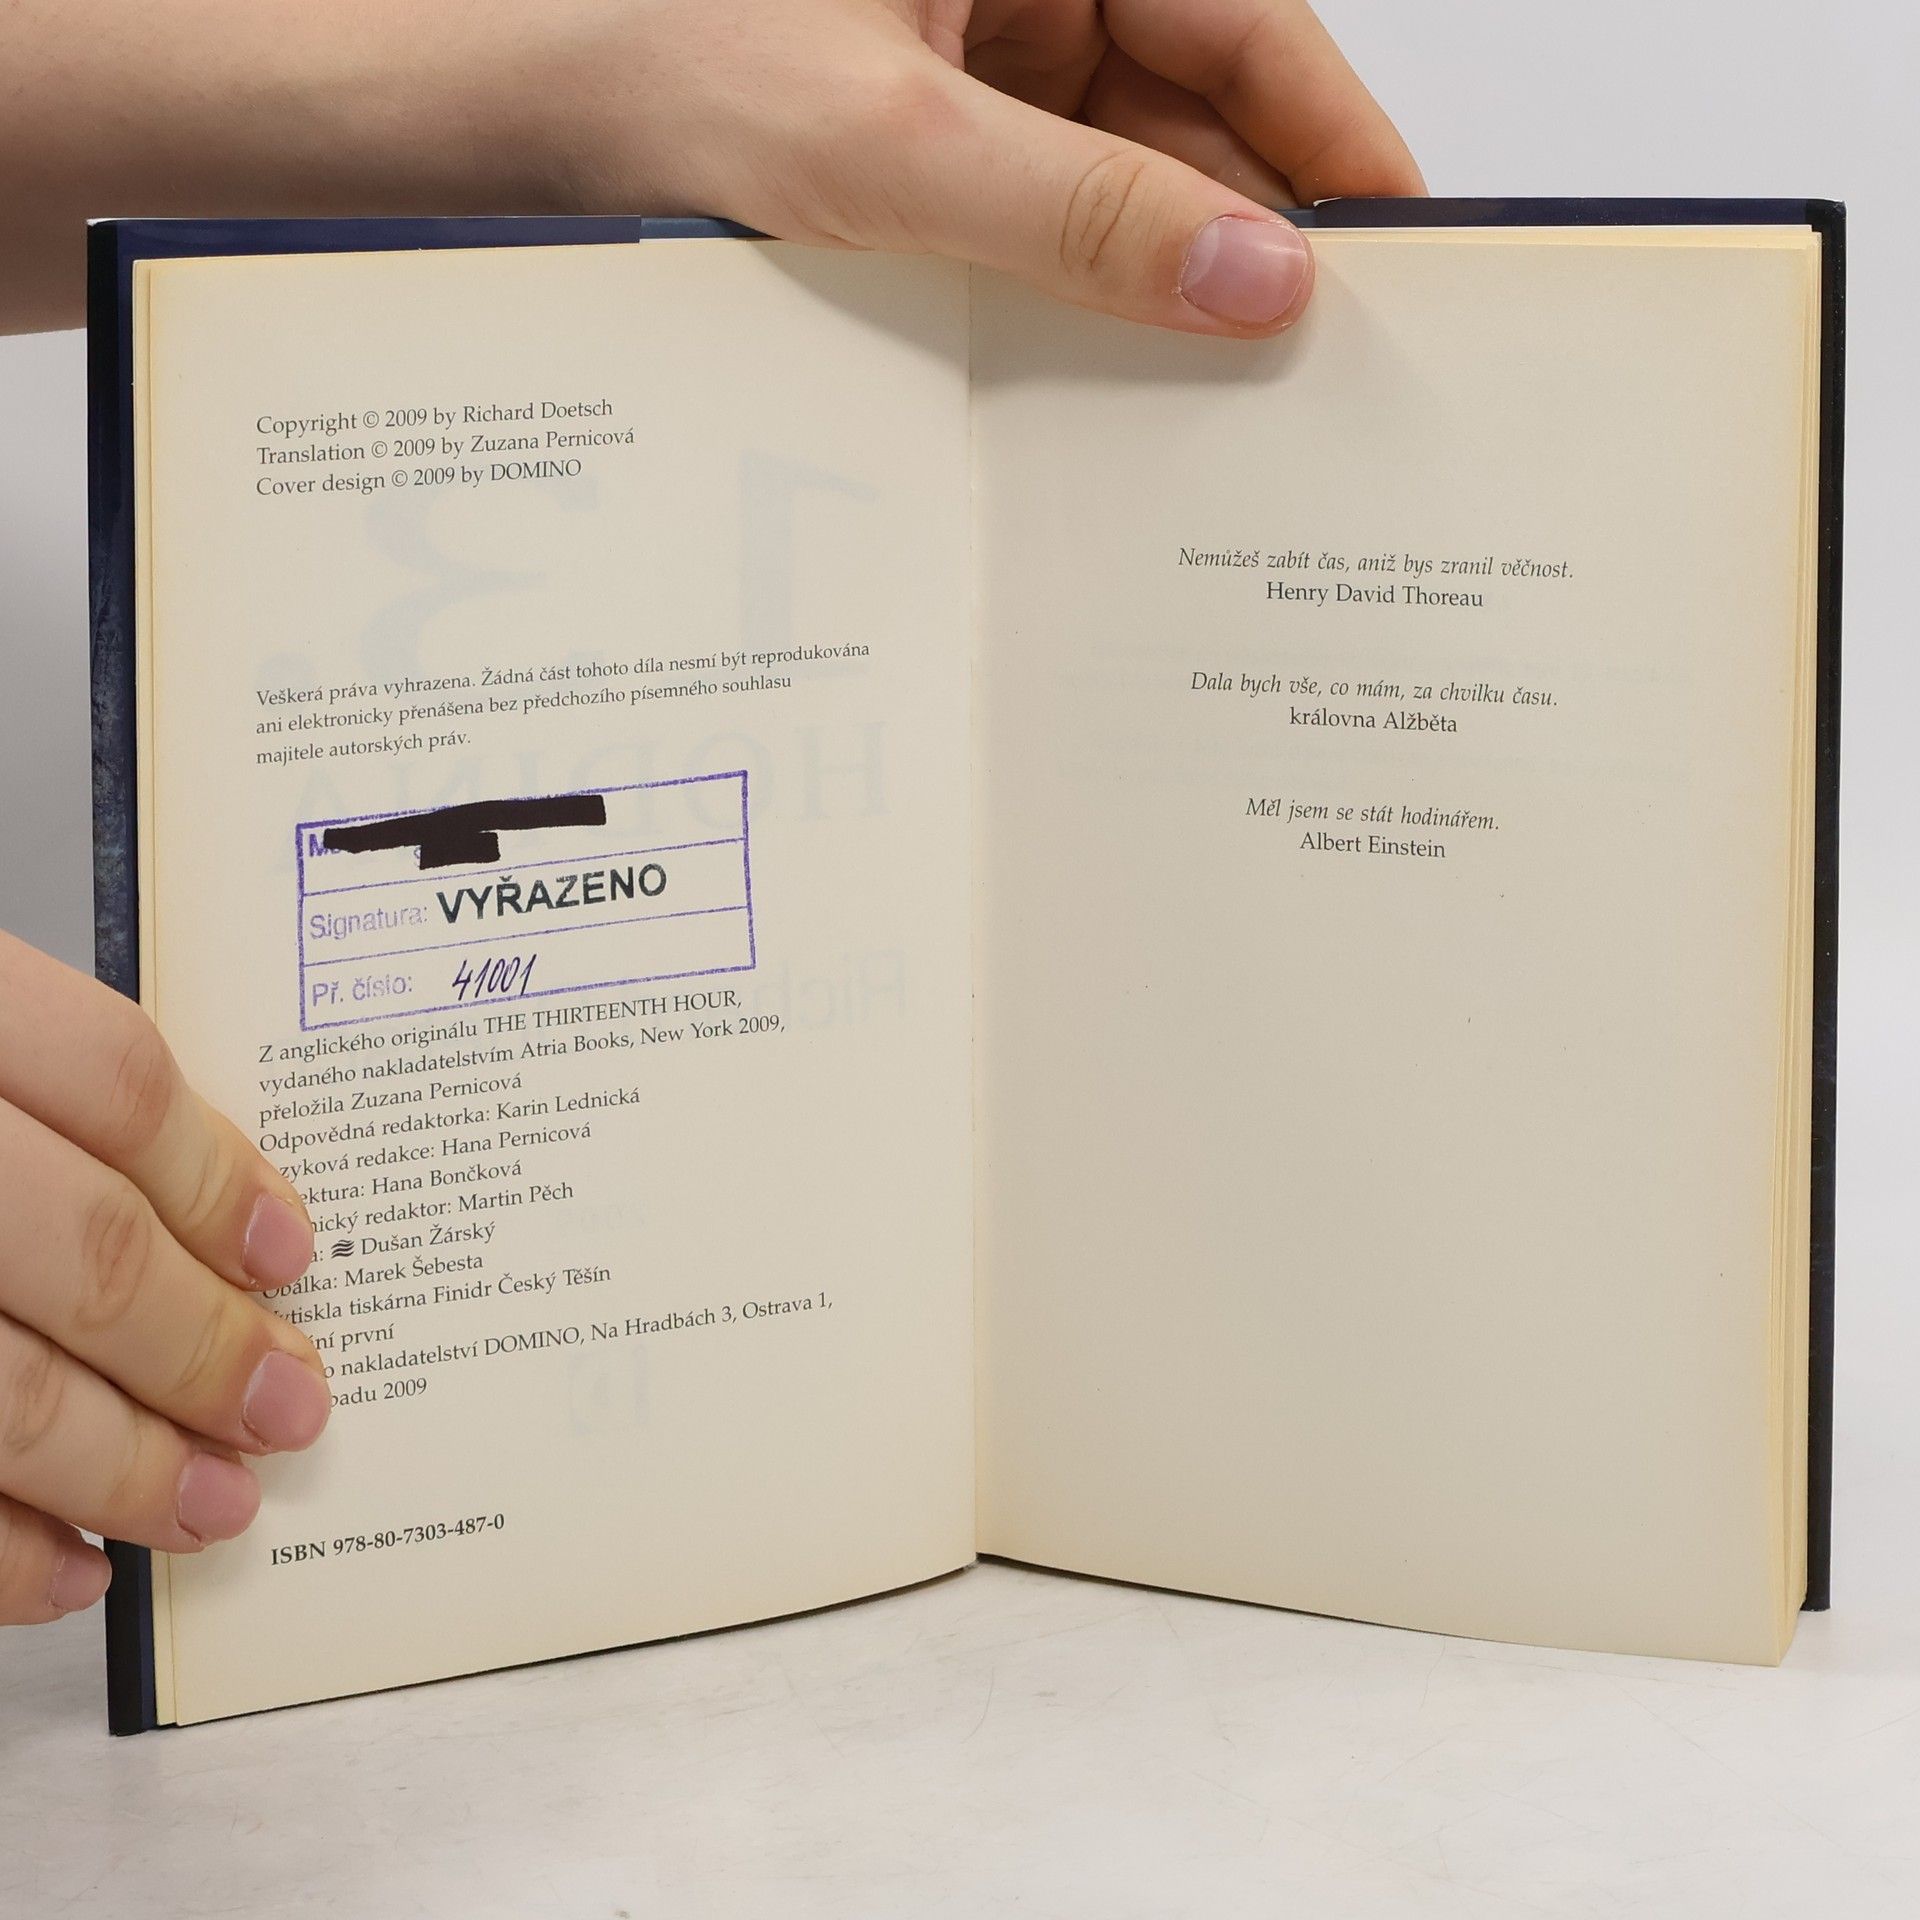 Copyright © 2009 by Richard Doetsch
Translation © 2009 by Zuzana Pernicová
Cover design © 2009 by DOMINO
Veškerá práva vyhrazena. Žádná část tohoto díla nesmí být reprodukována
ani elektronicky přenášena bez předchozího písemného souhlasu
majitele autorských práv.
Signatura: VYŘAZENO
Př. číslo: 41001
Z anglického originálu THE THIRTEENTH HOUR,
vydaného nakladatelstvím Atria Books, New York 2009,
přeložila Zuzana Pernicová
Odpovědná redaktorka: Karin Lednická
redakce: Hana Pernicová
Hana Bončková
redaktor: Martin Pěch
Dušan Žárský
Obálka: Marek Šebesta
tiskárna Finidr Český Těšín
první
nakladatelství DOMINO, Na Hradbách 3, Ostrava 1,
2009
ISBN 978-80-7303-487-0
Nemůžeš zabít čas, aniž bys zranil věčnost.
Henry David Thoreau
Dala bych vše, co mám, za chvilku času.
královna Alžběta
Měl jsem se stát hodinářem.
Albert Einstein